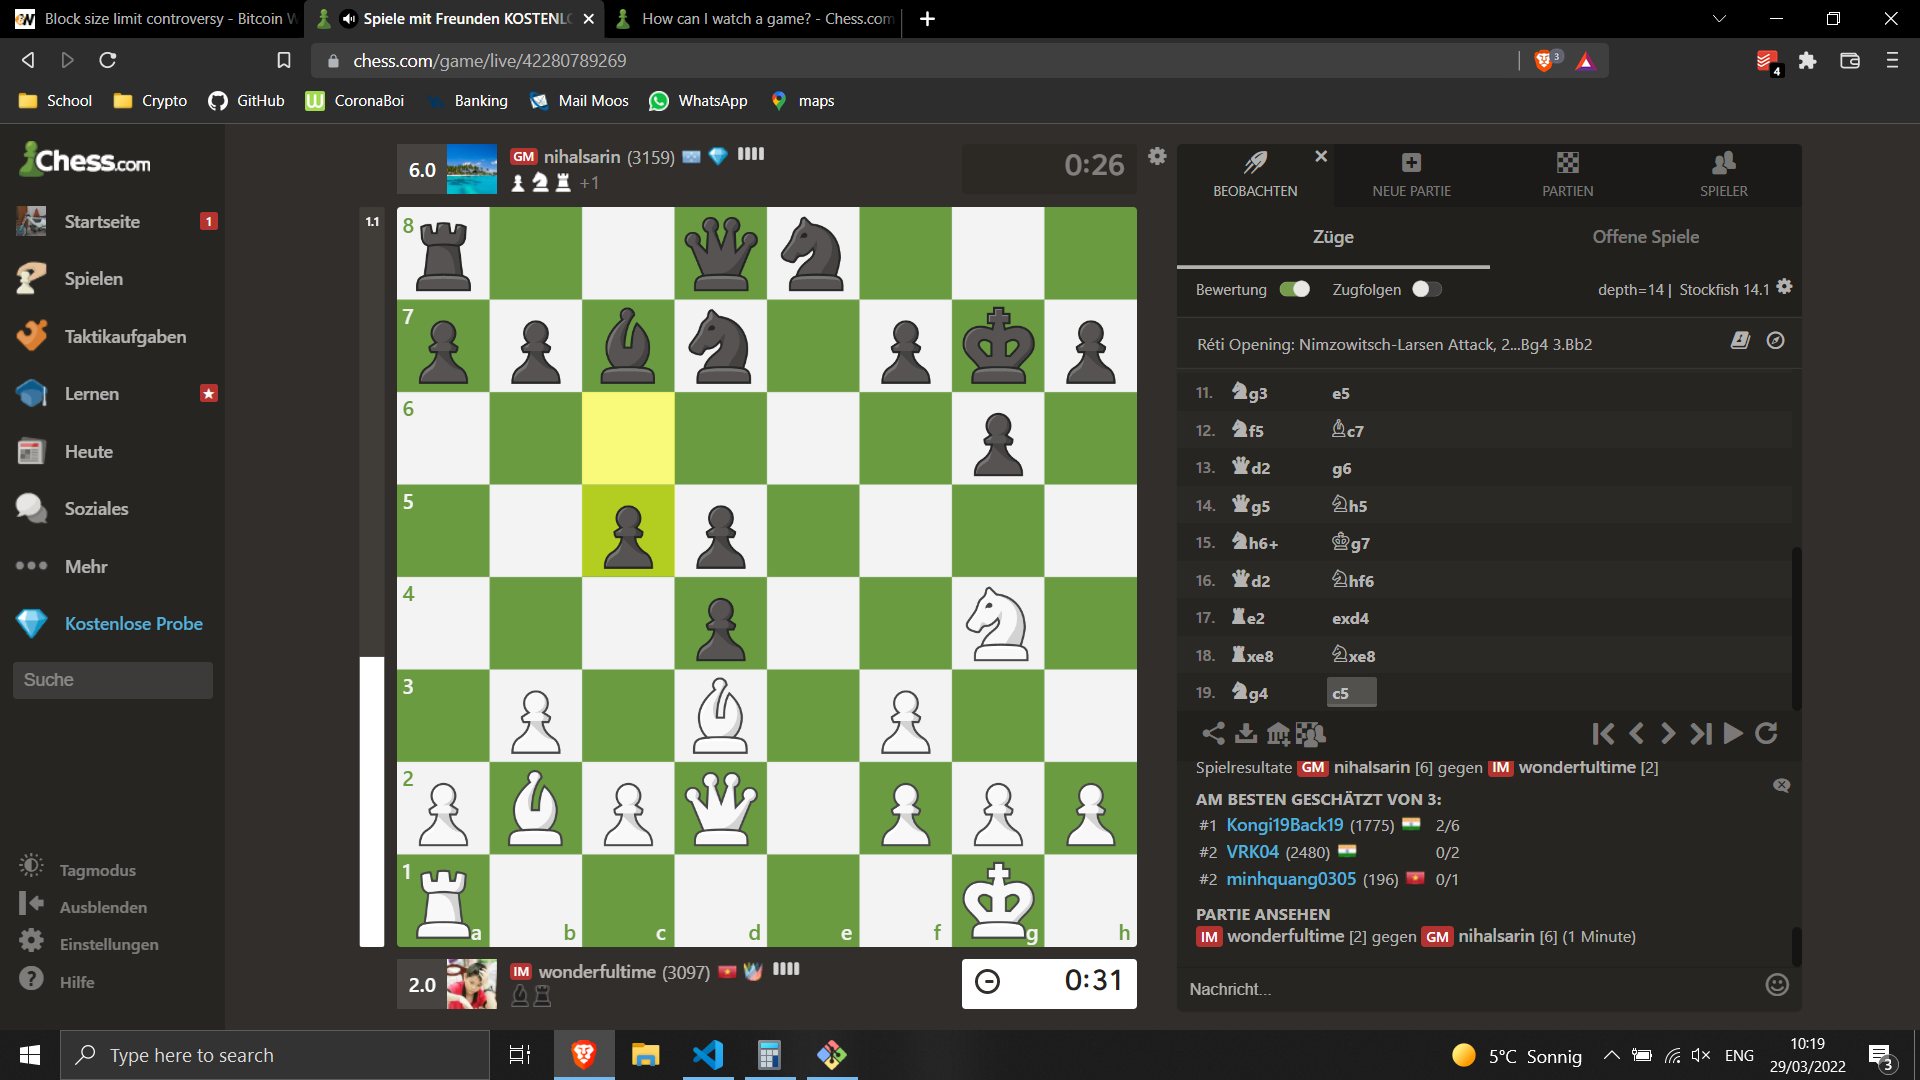 Block size limit controversy - Bitcoin W
Spiele mit Freunden KOSTENLO
How can I watch a game? - Chess.com
chess.com/game/live/42280789269
3
4
School
Crypto
GitHub
CoronaBoi
Banking
Mail Moos
WhatsApp
maps
Chess.com
Startseite
1
Spielen
Taktikaufgaben
Lernen
Heute
Soziales
Mehr
Kostenlose Probe
Suche
Tagmodus
Ausblenden
Einstellungen
Hilfe
6.0
GM nihalsarin (3159)
+1
0:26
1.1
8
7
6
5
4
3
2
1
a b c d e f g h
2.0
IM wonderfultime (3097)
0:31
BEOBACHTEN
NEUE PARTIE
PARTIEN
SPIELER
Züge
Offene Spiele
Bewertung
Zugfolgen
depth=14 | Stockfish 14.1
Réti Opening: Nimzowitsch-Larsen Attack, 2...Bg4 3.Bb2
11. g3 e5
12. f5 c7
13. d2 g6
14. g5 h5
15. h6+ g7
16. d2 hf6
17. e2 exd4
18. xe8 xe8
19. g4 c5
Spielresultate GM nihalsarin [6] gegen IM wonderfultime [2]
AM BESTEN GESCHÄTZT VON 3:
#1 Kongi19Back19 (1775) 2/6
#2 VRK04 (2480) 0/2
#2 minhquang0305 (196) 0/1
PARTIE ANSEHEN
IM wonderfultime [2] gegen GM nihalsarin [6] (1 Minute)
Nachricht...
Type here to search
5°C Sonnig
ENG
10:19
29/03/2022
3